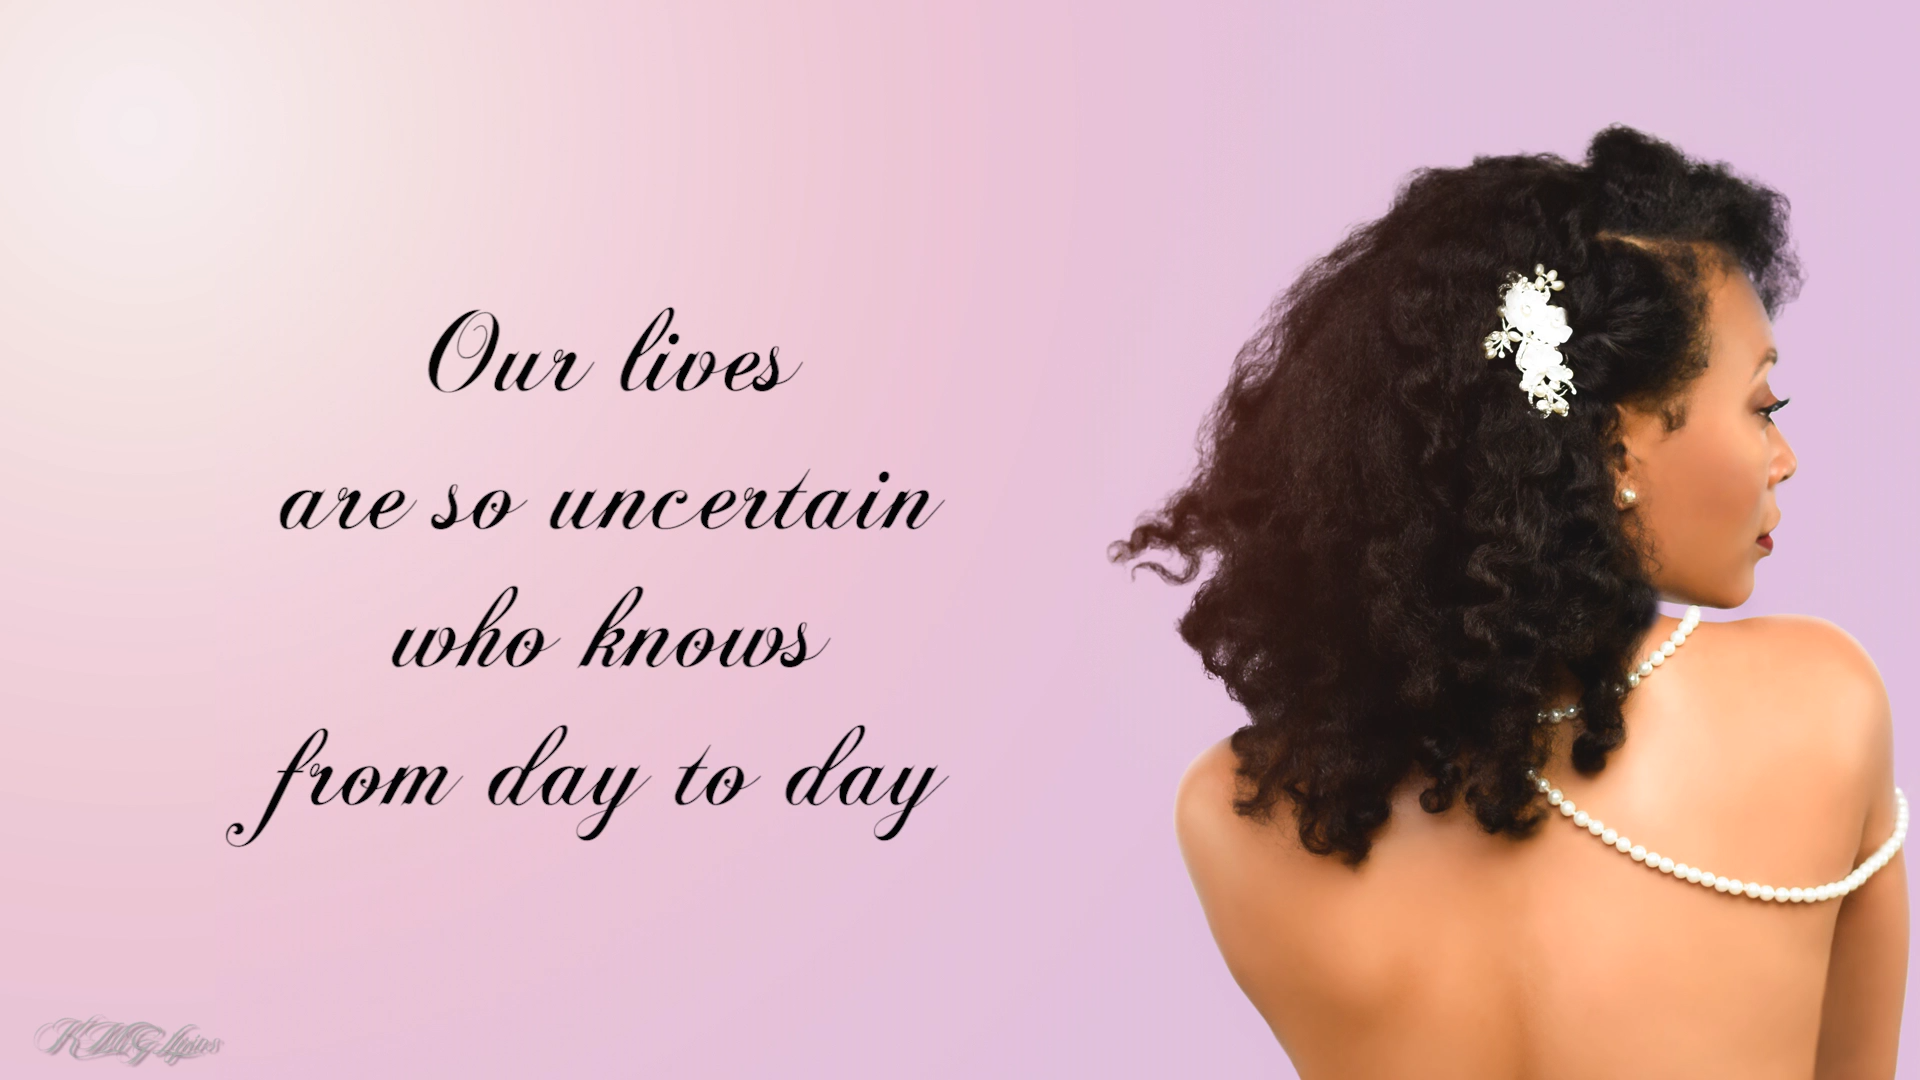 Our lives
are so uncertain
who knows
from day to day